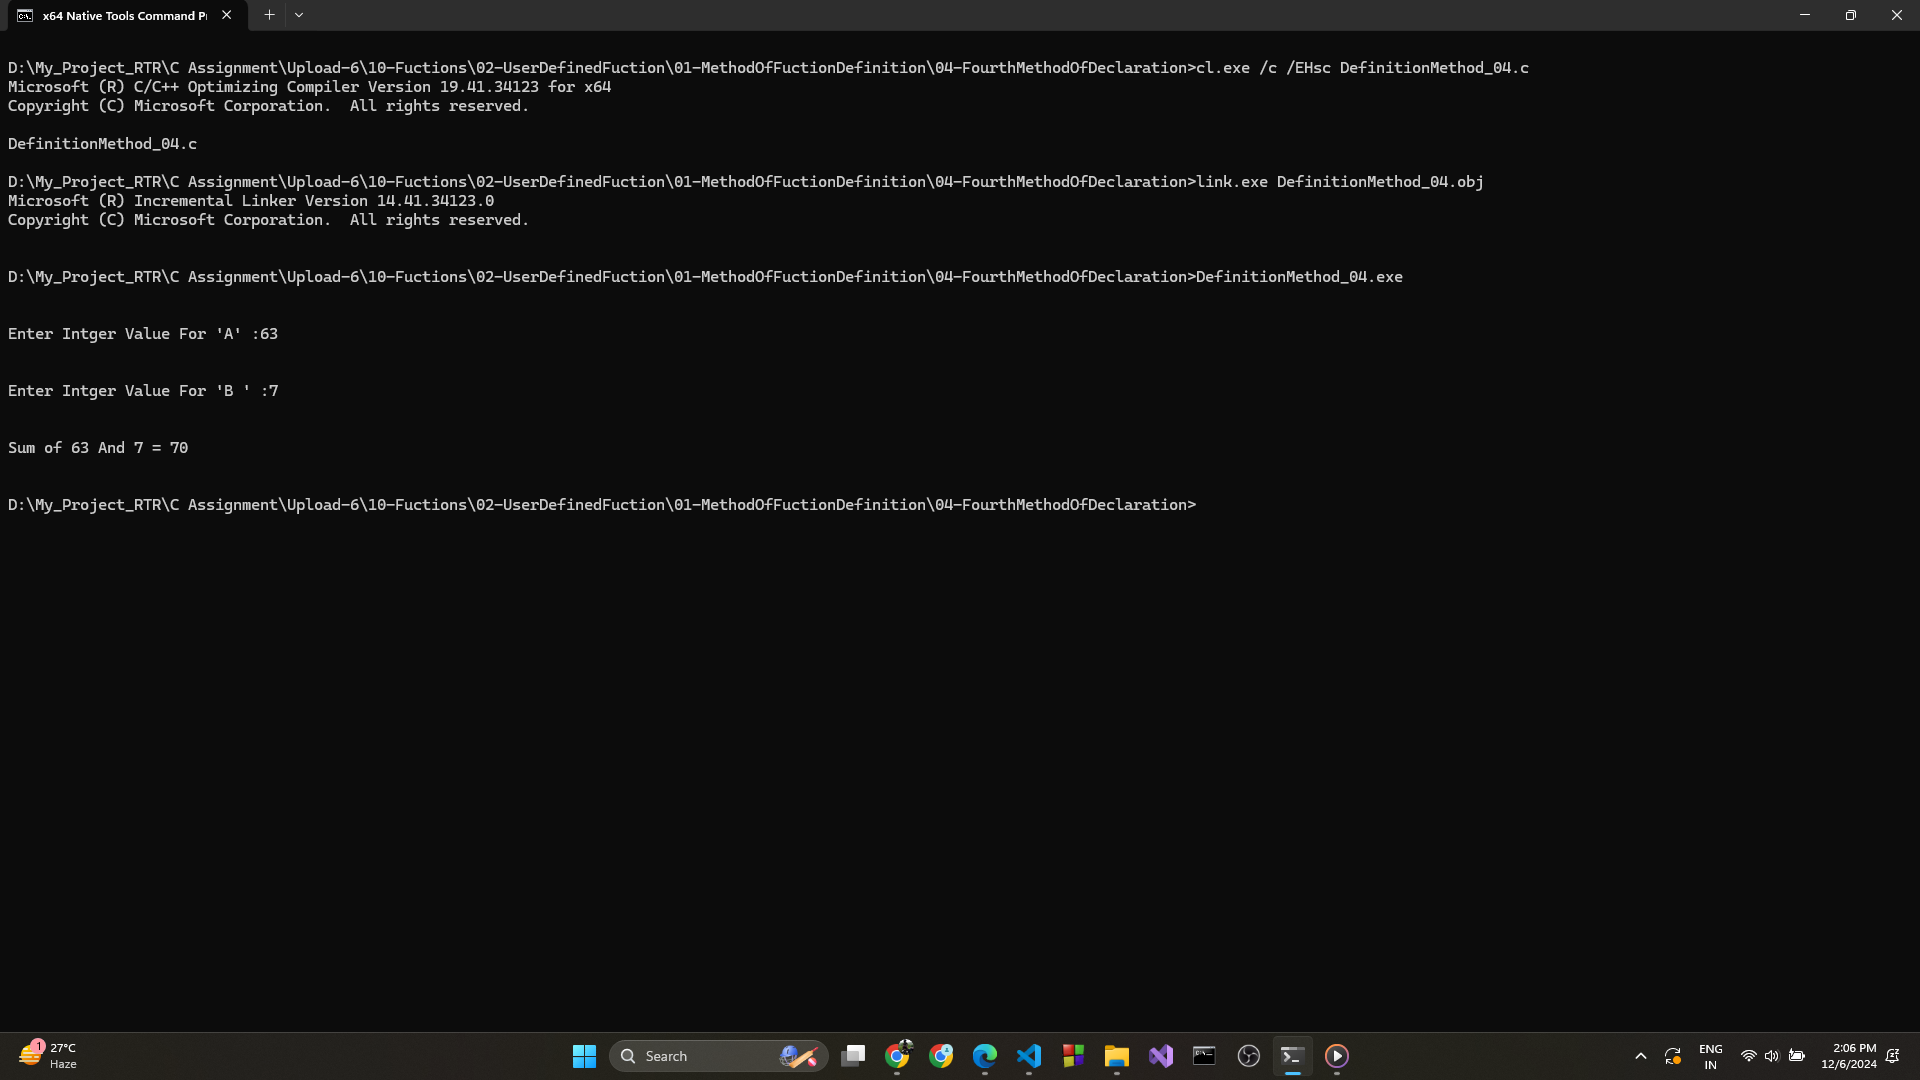 x64 Native Tools Command P
D:\My_Project_RTR\C Assignment\Upload-6\10-Fuctions\02-UserDefinedFuction\01-MethodOfFuctionDefinition\04-FourthMethodOfDeclaration>cl.exe /c /EHsc DefinitionMethod_04.c
Microsoft (R) C/C++ Optimizing Compiler Version 19.41.34123 for x64
Copyright (C) Microsoft Corporation.  All rights reserved.
DefinitionMethod_04.c
D:\My_Project_RTR\C Assignment\Upload-6\10-Fuctions\02-UserDefinedFuction\01-MethodOfFuctionDefinition\04-FourthMethodOfDeclaration>link.exe DefinitionMethod_04.obj
Microsoft (R) Incremental Linker Version 14.41.34123.0
Copyright (C) Microsoft Corporation.  All rights reserved.
D:\My_Project_RTR\C Assignment\Upload-6\10-Fuctions\02-UserDefinedFuction\01-MethodOfFuctionDefinition\04-FourthMethodOfDeclaration>DefinitionMethod_04.exe
Enter Intger Value For 'A' :63
Enter Intger Value For 'B ' :7
Sum of 63 And 7 = 70
D:\My_Project_RTR\C Assignment\Upload-6\10-Fuctions\02-UserDefinedFuction\01-MethodOfFuctionDefinition\04-FourthMethodOfDeclaration>
1
27°C
Haze
Search
ENG
IN
2:06 PM
12/6/2024